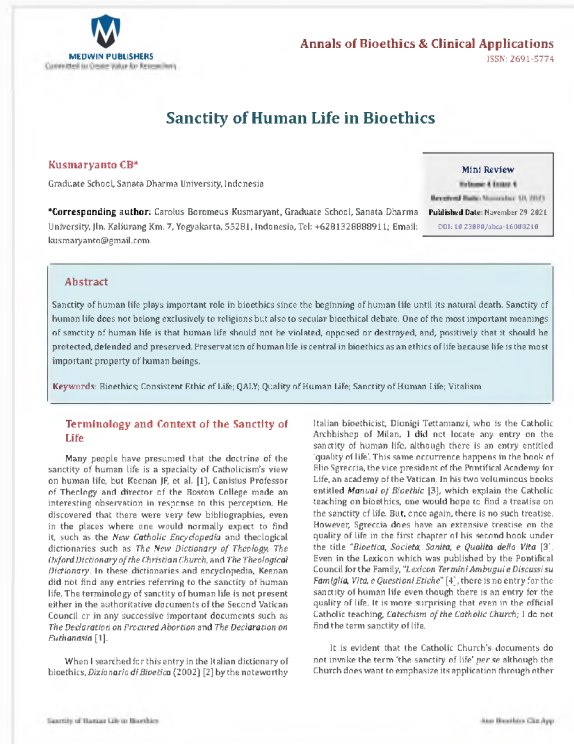 MEDWIN PUBLISHERS
Committed to Create Value for Researchers
Annals of Bioethics & Clinical Applications
ISSN: 2691-5774
Sanctity of Human Life in Bioethics
Kusmaryanto CB*
Graduate School, Sanata Dharma University, Indonesia
*Corresponding author: Carolus Boromeus Kusmaryant, Graduate School, Sanata Dharma
University, Jln. Kaliurang Km. 7, Yogyakarta, 55281, Indonesia, Tel: +6281328888911; Email:
kusmaryanto@gmail.com
Mini Review
Volume 4 Issue 4
Received Date: November 10, 2021
Published Date: November 29 2021
DOI: 10.23880/abca-16000210
Abstract
Sanctity of human life plays important role in bioethics since the beginning of human life until its natural death. Sanctity of
human life does not belong exclusively to religions but also to secular bioethical debate. One of the most important meanings
of sanctity of human life is that human life should not be violated, opposed or destroyed, and, positively that it should be
protected, defended and preserved. Preservation of human life is central in bioethics as an ethics of life because life is the most
important property of human beings.
Keywords: Bioethics; Consistent Ethic of Life; QALY; Quality of Human Life; Sanctity of Human Life; Vitalism
Terminology and Context of the Sanctity of
Life
Many people have presumed that the doctrine of the
sanctity of human life is a specialty of Catholicism's view
on human life, but Keenan JF, et al. [1], Canisius Professor
of Theology and director of the Boston College made an
interesting observation in response to this perception. He
discovered that there were very few bibliographies, even
in the places where one would normally expect to find
it, such as the New Catholic Encyclopedia and theological
dictionaries such as The New Dictionary of Theology, The
Oxford Dictionary of the Christian Church, and The Theological
Dictionary. In these dictionaries and encyclopedia, Keenan
did not find any entries referring to the sanctity of human
life. The terminology of sanctity of human life is not present
either in the authoritative documents of the Second Vatican
Council or in any successive important documents such as
The Declaration on Procured Abortion and The Declaration on
Euthanasia [1].
When I searched for this entry in the Italian dictionary of
bioethics, Dizionario di Bioetica (2002) [2] by the noteworthy
Italian bioethicist, Dionigi Tettamanzi, who is the Catholic
Archbishop of Milan, I did not locate any entry on the
sanctity of human life, although there is an entry entitled
'quality of life'. This same occurrence happens in the book of
Elio Sgreccia, the vice president of the Pontifical Academy for
Life, an academy of the Vatican. In his two voluminous books
entitled Manual of Bioethic [3], which explain the Catholic
teaching on bioethics, one would hope to find a treatise on
the sanctity of life. But, once again, there is no such treatise.
However, Sgreccia does have an extensive treatise on the
quality of life in the first chapter of his second book under
the title "Bioetica, Societa, Sanita, e Qualita della Vita [3].
Even in the Lexicon which was published by the Pontifical
Council for the Family, "Lexicon Termini Ambugui e Discussi su
Famiglia, Vita, e Questioni Etiche" [4], there is no entry for the
sanctity of human life even though there is an entry for the
quality of life. It is more surprising that even in the official
Catholic teaching, Catechism of the Catholic Church; I do not
find the term sanctity of life.
It is evident that the Catholic Church's documents do
not invoke the term 'the sanctity of life' per se although the
Church does want to emphasize its application through other
Sanctity of Human Life in Bioethics
Ann Bioethics Clin App